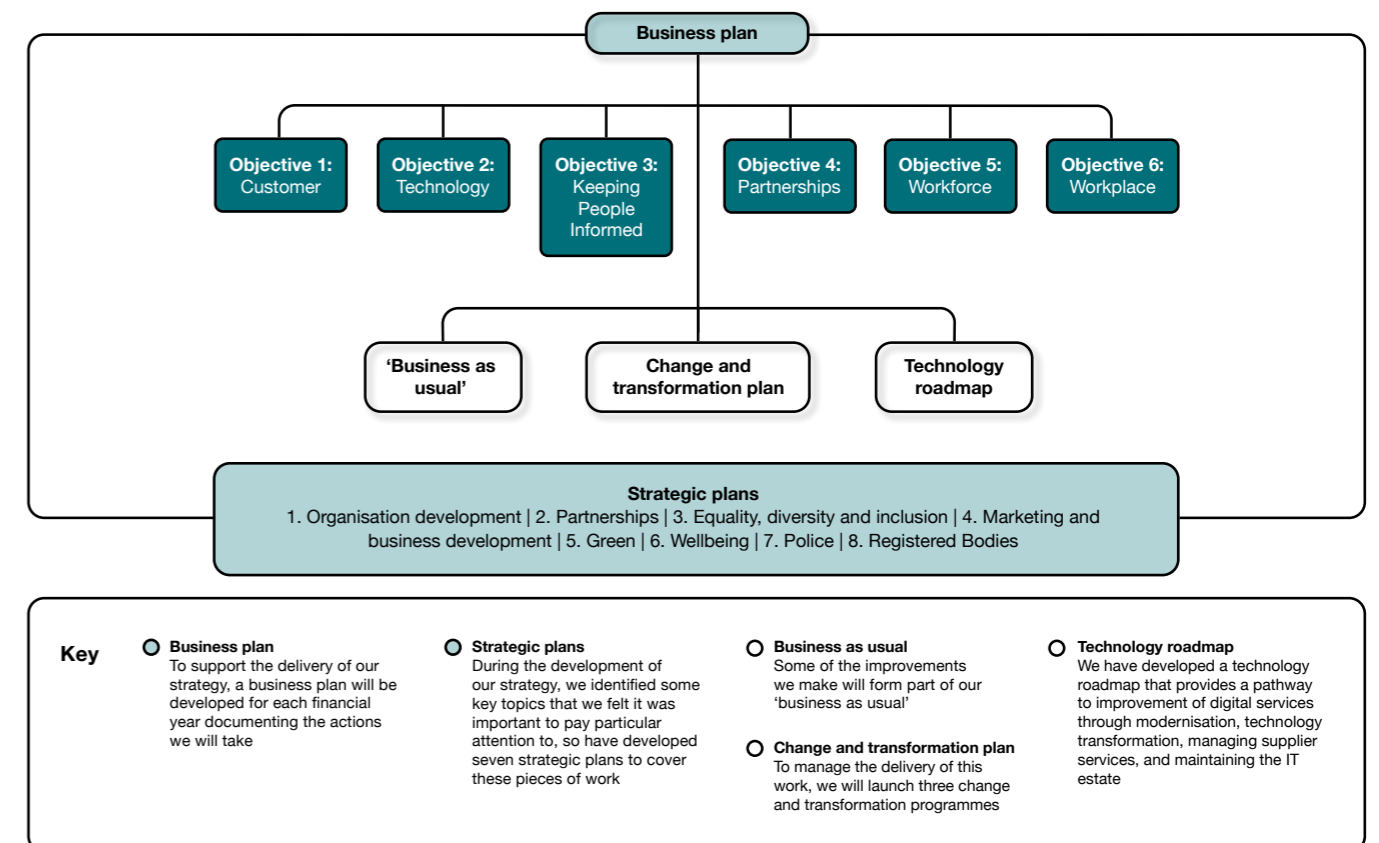 Business plan
Objective 1:
Customer
Objective 2:
Technology
Objective 3:
Keeping
People
Informed
Objective 4:
Partnerships
Objective 5:
Workforce
Objective 6:
Workplace
‘Business as
usual’
Change and
transformation plan
Technology
roadmap
Strategic plans
1. Organisation development | 2. Partnerships | 3. Equality, diversity and inclusion | 4. Marketing and
business development | 5. Green | 6. Wellbeing | 7. Police | 8. Registered Bodies
Key
Business plan
To support the delivery of our
strategy, a business plan will be
developed for each financial
year documenting the actions
we will take
Strategic plans
During the development of
our strategy, we identified some
key topics that we felt it was
important to pay particular
attention to, so have developed
seven strategic plans to cover
these pieces of work
Business as usual
Some of the improvements
we make will form part of our
‘business as usual’
Change and transformation plan
To manage the delivery of this
work, we will launch three change
and transformation programmes
Technology roadmap
We have developed a technology
roadmap that provides a pathway
to improvement of digital services
through modernisation, technology
transformation, managing supplier
services, and maintaining the IT
estate